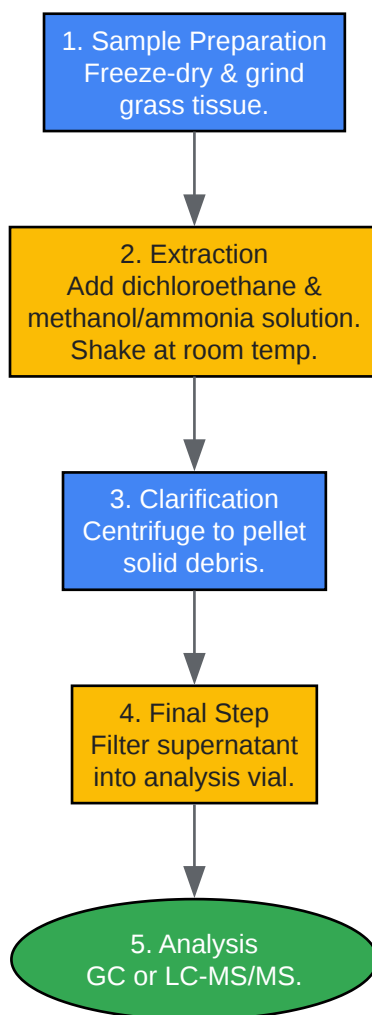 1. Sample Preparation
Freeze-dry & grind
grass tissue.
2. Extraction
Add dichloroethane &
methanol/ammonia solution.
Shake at room temp.
3. Clarification
Centrifuge to pellet
solid debris.
4. Final Step
Filter supernatant
into analysis vial.
5. Analysis
GC or LC-MS/MS.